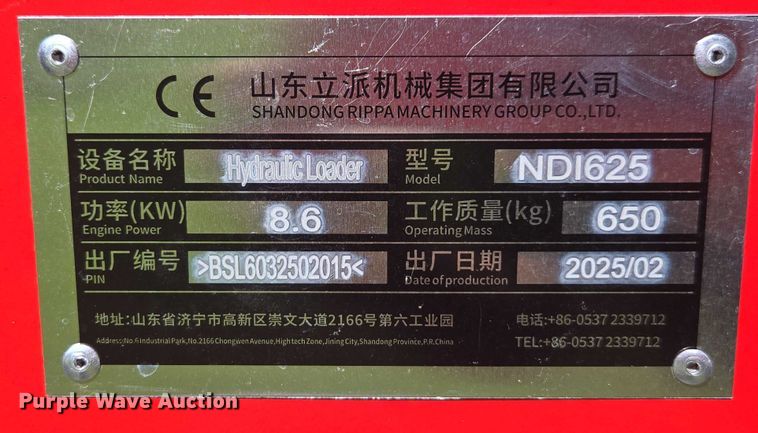 CE 山东立派机械集团有限公司
SHANDONG RIPPA MACHINERY GROUP CO.,LTD.
设备名称 Hydraulic Loader 型号 NDI625
Product Name Model
功率(KW) 8.6 工作质量(kg) 650
Engine Power Operating Mass
出厂编号 >BSL6032502015< 出厂日期 2025/02
PIN Date of production
地址:山东省济宁市高新区崇文大道2166号第六工业园 电话:+86-0537 2339712
Address:No.6 Industrial Park,No.2166 Chongwen Avenue,Hightech Zone,Jining City,Shandong Province,P.R.China TEL:+86-0537 2339712
Purple Wave Auction